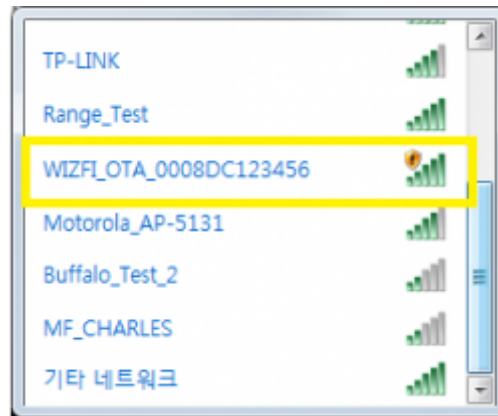 TP-LINK
Range_Test
WIZFI_OTA_0008DC123456
Motorola_AP-5131
Buffalo_Test_2
MF_CHARLES
기타 네트워크